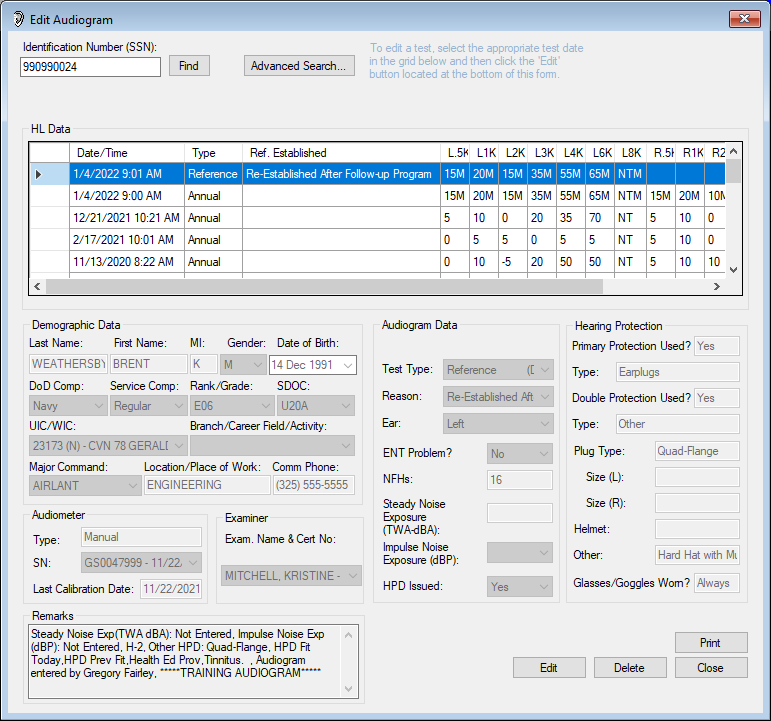 Edit Audiogram
Identification Number (SSN):
990990024
Find
Advanced Search...
To edit a test, select the appropriate test date
in the grid below and then click the 'Edit'
button located at the bottom of this form.
HL Data
Date/Time Type Ref. Established L.5K L1K L2K L3K L4K L6K L8K R.5K R1K R2
1/4/2022 9:01 AM Reference Re-Established After Follow-up Program 15M 20M 15M 35M 55M 65M NTM
1/4/2022 9:00 AM Annual 15M 20M 15M 35M 55M 65M NTM 15M 20M 10M
12/21/2021 10:21 AM Annual 5 10 0 20 35 70 NT 5 10 0
2/17/2021 10:01 AM Annual 0 5 5 0 5 5 NT 5 10 0
11/13/2020 8:22 AM Annual 0 10 -5 20 50 50 NT 5 10 10
Demographic Data
Last Name: First Name: MI: Gender: Date of Birth:
WEATHERSBY BRENT K M 14 Dec 1991
DoD Comp: Service Comp: Rank/Grade: SDOC:
Navy Regular E06 U20A
UIC/WIC: Branch/Career Field/Activity:
23173 (N) - CVN 78 GERALD
Major Command: Location/Place of Work: Comm Phone:
AIRLANT ENGINEERING (325) 555-5555
Audiometer
Type: Manual
SN: GS0047999 - 11/22/
Last Calibration Date: 11/22/2021
Examiner
Exam. Name & Cert No:
MITCHELL, KRISTINE -
Remarks
Steady Noise Exp(TWA dBA): Not Entered, Impulse Noise Exp
(dBP): Not Entered, H-2, Other HPD: Quad-Flange, HPD Fit
Today,HPD Prev Fit,Health Ed Prov,Tinnitus. , Audiogram
entered by Gregory Fairley, *****TRAINING AUDIOGRAM*****
Audiogram Data
Test Type: Reference (D
Reason: Re-Established Aft
Ear: Left
ENT Problem? No
NFHs: 16
Steady Noise
Exposure
(TWA-dBA):
Impulse Noise
Exposure (dBP):
HPD Issued: Yes
Hearing Protection
Primary Protection Used? Yes
Type: Earplugs
Double Protection Used? Yes
Type: Other
Plug Type: Quad-Flange
Size (L):
Size (R):
Helmet:
Other: Hard Hat with Mu
Glasses/Goggles Worn? Always
Print
Edit
Delete
Close